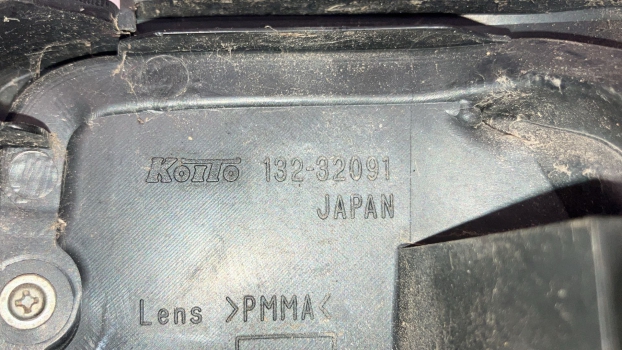 KOITO 132-32091
JAPAN
Lens >PMMA<